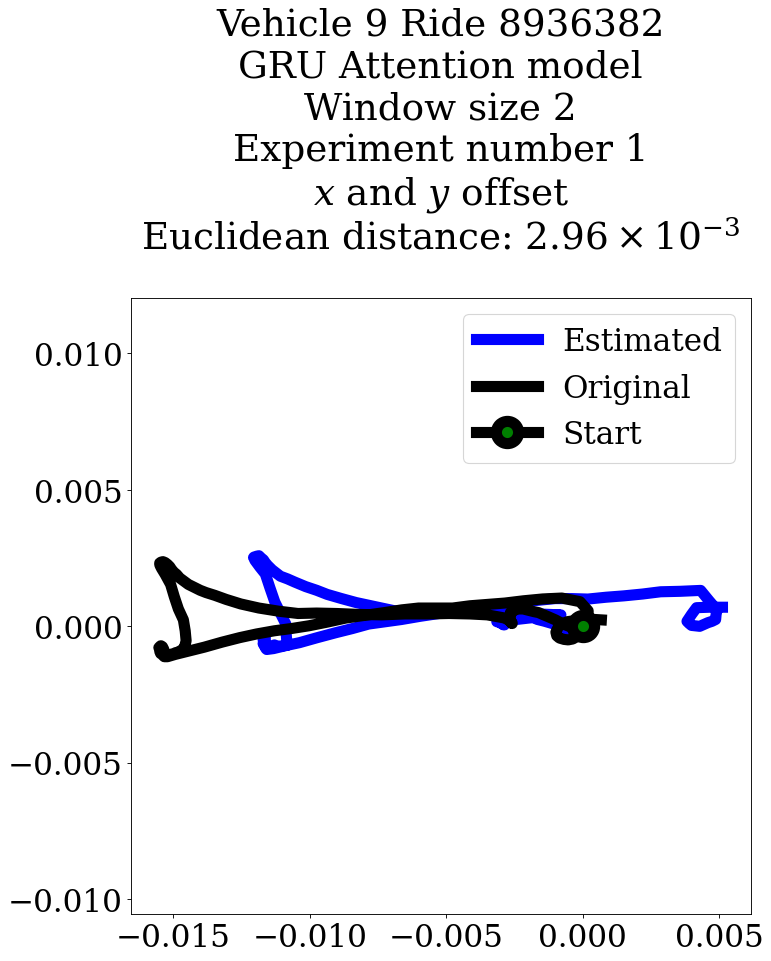 Vehicle 9 Ride 8936382
GRU Attention model
Window size 2
Experiment number 1
x and y offset
Euclidean distance: 2.96 × 10⁻³
Estimated
Original
Start
0.010
0.005
0.000
−0.005
−0.010
−0.015 −0.010 −0.005 0.000 0.005